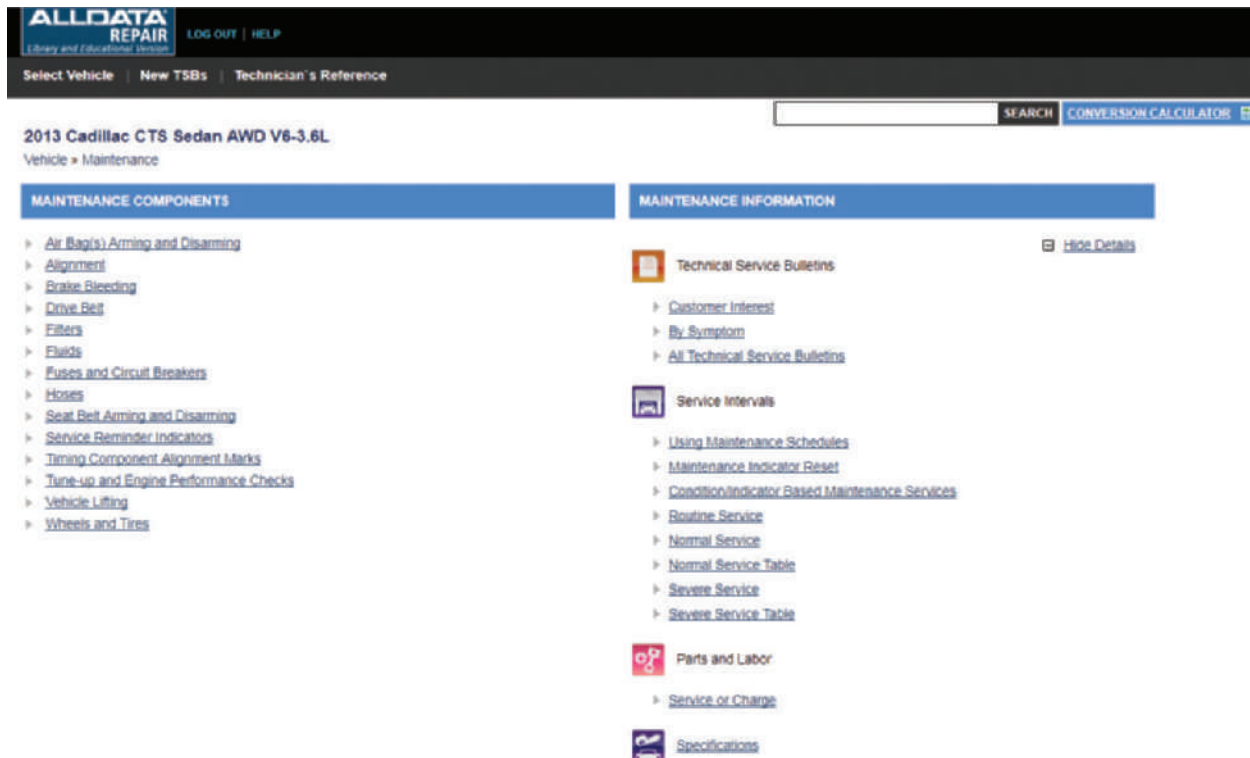 ALLDATA
REPAIR
Library and Educational Version
LOG OUT | HELP
Select Vehicle | New TSBs | Technician's Reference
SEARCH
CONVERSION CALCULATOR
2013 Cadillac CTS Sedan AWD V6-3.6L
Vehicle » Maintenance
MAINTENANCE COMPONENTS
Air Bag(s) Arming and Disarming
Alignment
Brake Bleeding
Drive Belt
Filters
Fluids
Fuses and Circuit Breakers
Hoses
Seat Belt Arming and Disarming
Service Reminder Indicators
Timing Component Alignment Marks
Tune-up and Engine Performance Checks
Vehicle Lifting
Wheels and Tires
MAINTENANCE INFORMATION
Hide Details
Technical Service Bulletins
Customer Interest
By Symptom
All Technical Service Bulletins
Service Intervals
Using Maintenance Schedules
Maintenance Indicator Reset
Condition/Indicator Based Maintenance Services
Routine Service
Normal Service
Normal Service Table
Severe Service
Severe Service Table
Parts and Labor
Service or Charge
Specifications